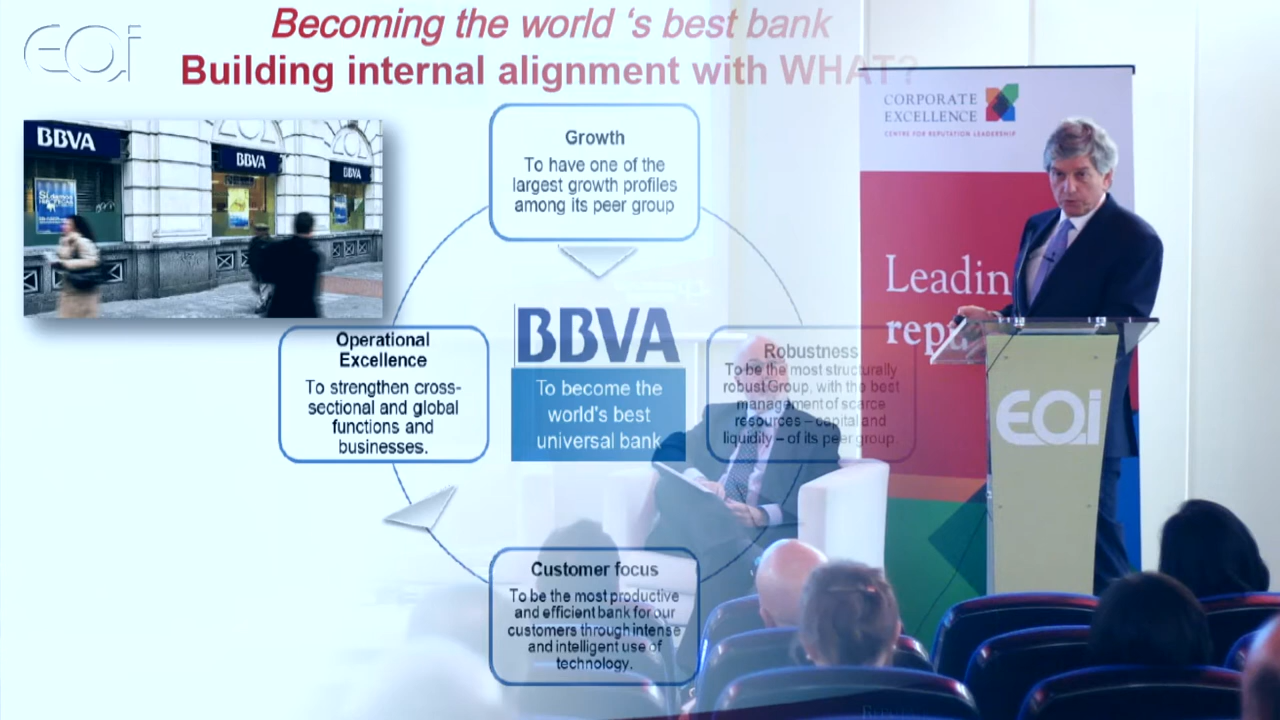 Becoming the world 's best bank
EOi
Building internal alignment with WHAT?
CORPORATE
EXCELLENCE
CENTRE FOR REPUTATION LEADERSHIP
BBVA
BBVA
BBVA
Growth
To have one of the
largest growth profiles
among its peer group
Leadin
repu
Operational
Excellence
To strengthen cross-
sectional and global
functions and
businesses.
BBVA
To become the
world's best
universal bank
Robustness
To be the most structurally
robust Group, with the best
management of scarce
resources – capital and
liquidity – of its peer group.
EOi
Customer focus
To be the most productive
and efficient bank for our
customers through intense
and intelligent use of
technology.